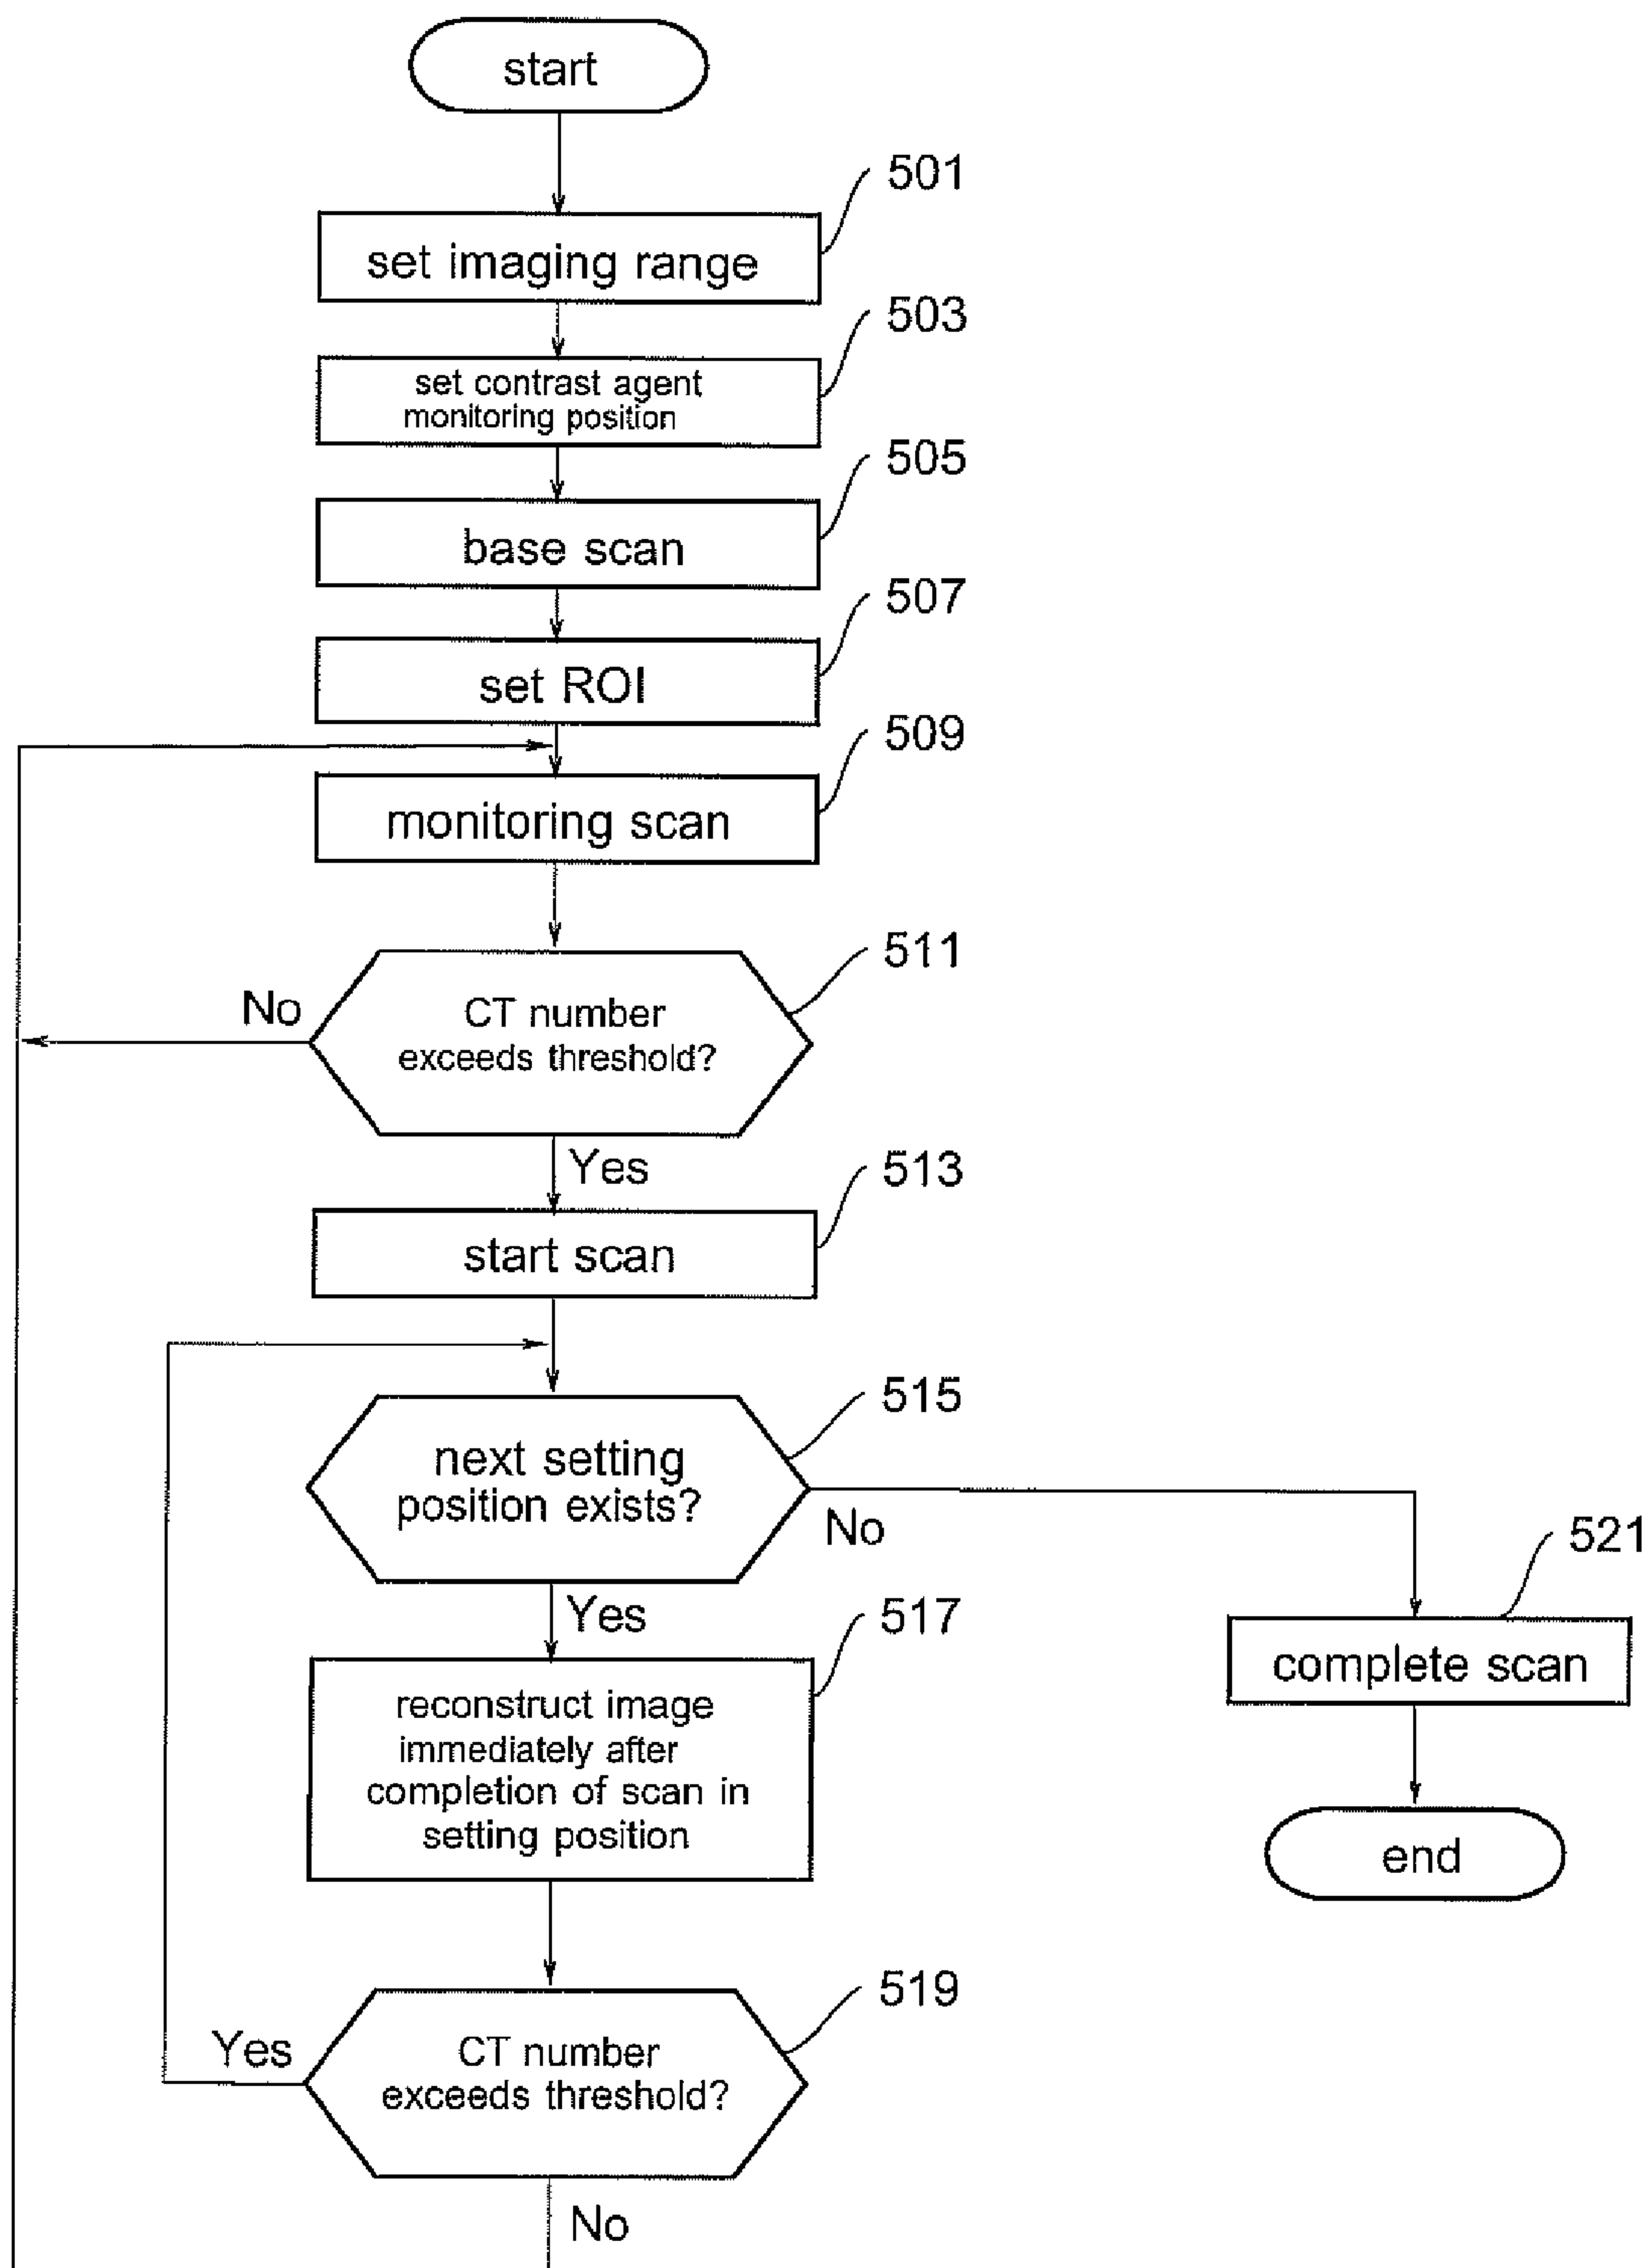 start
501
set imaging range
503
set contrast agent
monitoring position
505
base scan
507
set ROI
509
monitoring scan
511
No
CT number
exceeds threshold?
Yes
513
start scan
515
next setting
position exists?
No
521
Yes
517
complete scan
reconstruct image
immediately after
completion of scan in
setting position
end
519
Yes
CT number
exceeds threshold?
No